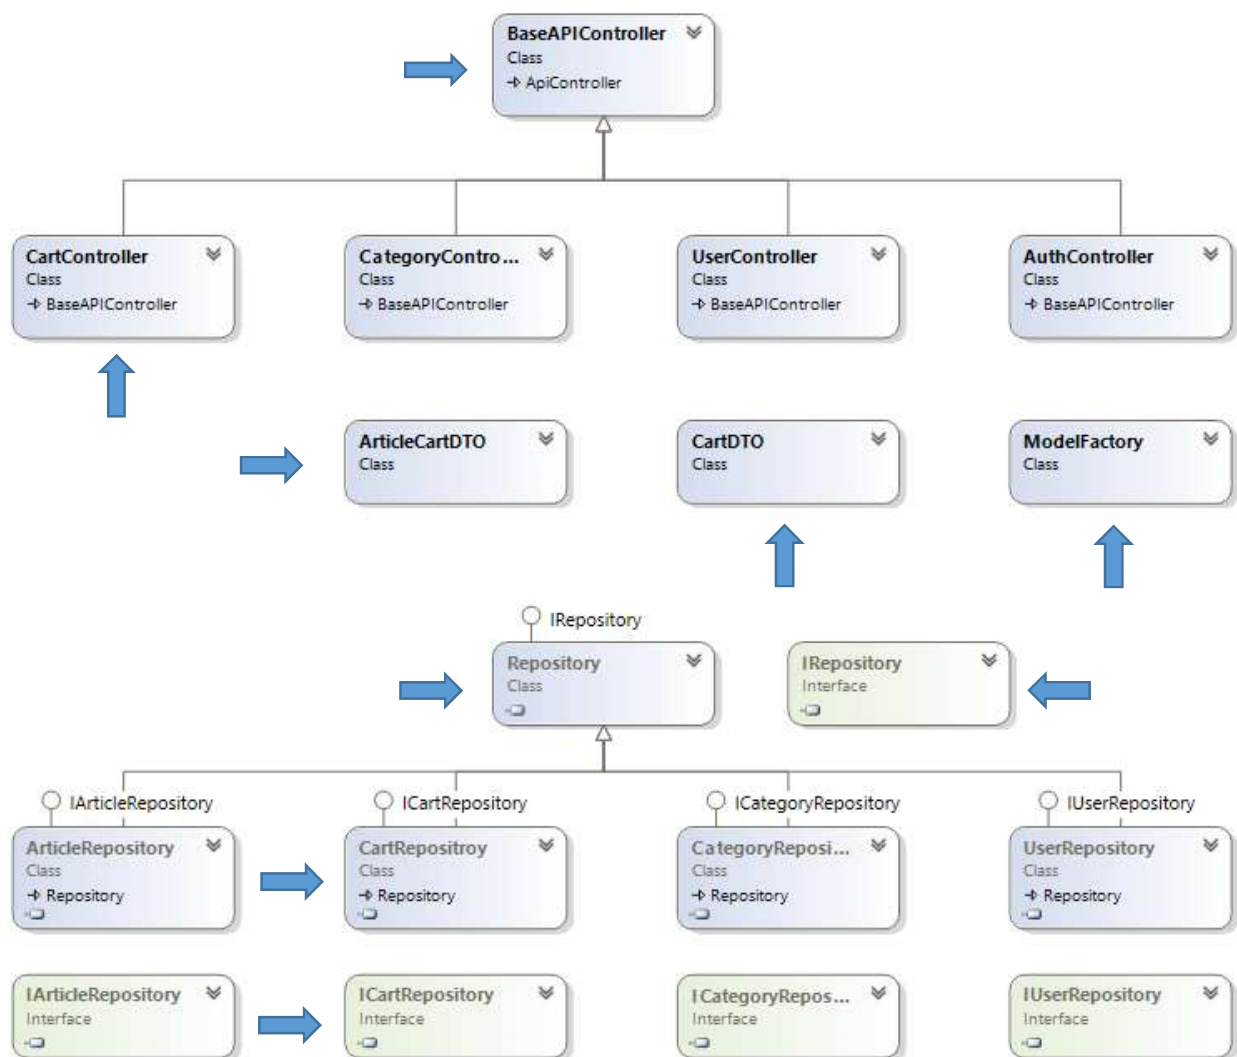 BaseAPIController
Class
ApiController
CartController
Class
BaseAPIController
CategoryContro...
Class
BaseAPIController
UserController
Class
BaseAPIController
AuthController
Class
BaseAPIController
ArticleCartDTO
Class
CartDTO
Class
ModelFactory
Class
IRepository
Repository
Class
IRepository
Interface
IArticleRepository
ArticleRepository
Class
Repository
ICartRepository
CartRepositroy
Class
Repository
ICategoryRepository
CategoryReposi...
Class
Repository
IUserRepository
UserRepository
Class
Repository
IArticleRepository
Interface
ICartRepository
Interface
ICategoryRepos...
Interface
IUserRepository
Interface